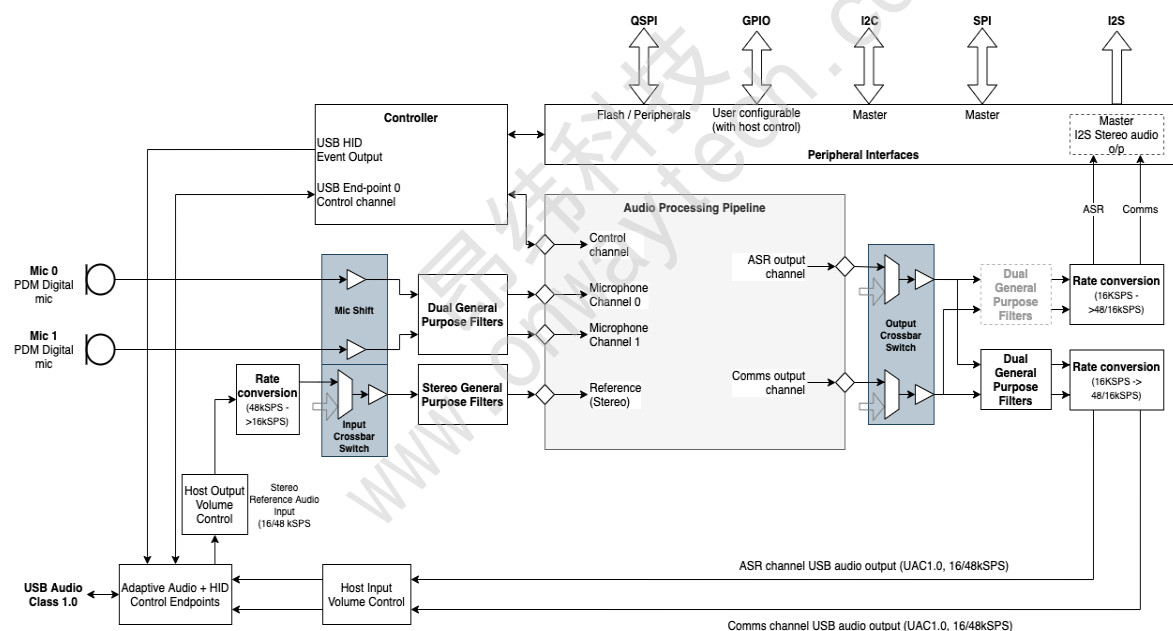 QSPI
GPIO
I2C
SPI
I2S
Flash / Peripherals
User configurable
(with host control)
Master
Master
Master
I2S Stereo audio
o/p
Peripheral Interfaces
Controller
USB HID
Event Output
USB End-point 0
Control channel
ASR
Comms
Audio Processing Pipeline
Control
channel
Microphone
Channel 0
Microphone
Channel 1
Reference
(Stereo)
ASR output
channel
Comms output
channel
Mic 0
PDM Digital
mic
Mic 1
PDM Digital
mic
Mic Shift
Dual General
Purpose Filters
Rate
conversion
(48kSPS -
>16kSPS)
Input
Crossbar
Switch
Stereo General
Purpose Filters
Output
Crossbar
Switch
Dual
General
Purpose
Filters
Rate conversion
(16KSPS -
>48/16kSPS)
Dual
General
Purpose
Filters
Rate conversion
(16KSPS ->
48/16kSPS)
Host Output
Volume
Control
Stereo
Reference Audio
Input
(16/48 kSPS
USB Audio
Class 1.0
Adaptive Audio + HID
Control Endpoints
Host Input
Volume Control
ASR channel USB audio output (UAC1.0, 16/48kSPS)
Comms channel USB audio output (UAC1.0, 16/48kSPS)
昂纬科技
www.onwaytech.com